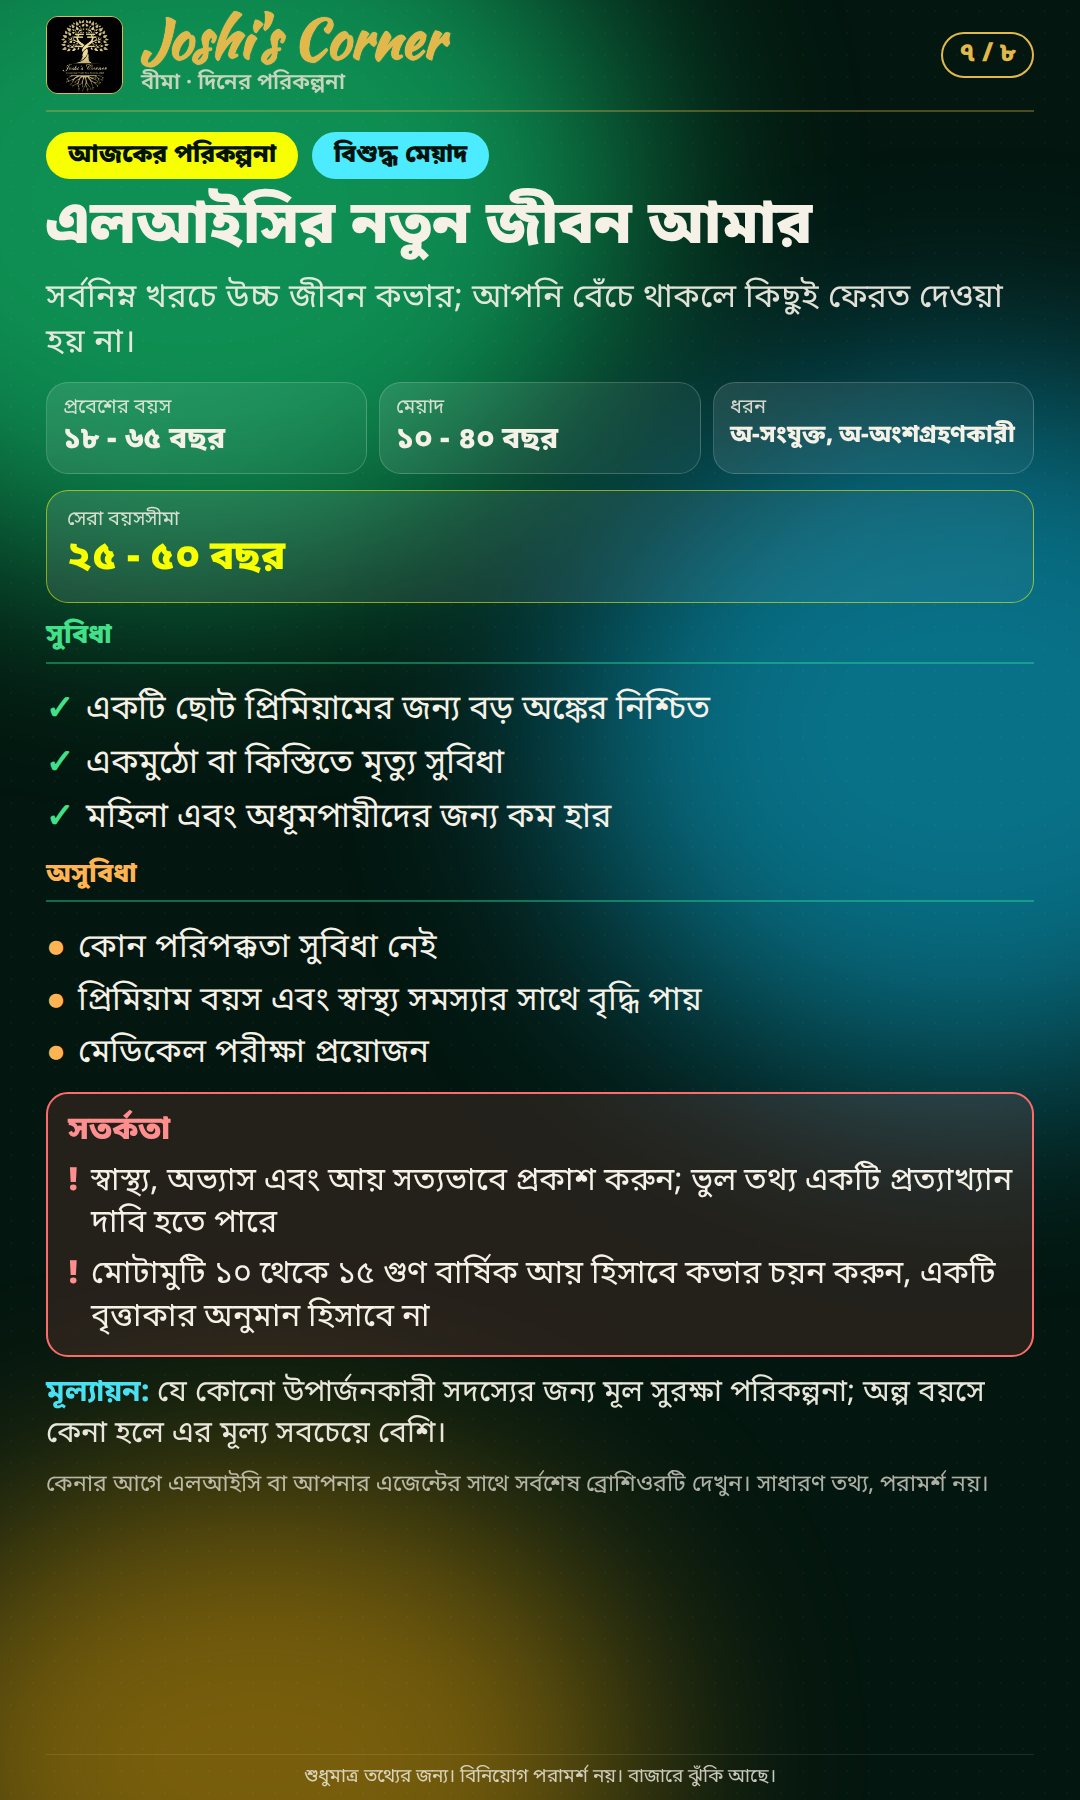 Joshi's Corner
বীমা · দিনের পরিকল্পনা
৭ / ৮
আজকের পরিকল্পনা
বিশুদ্ধ মেয়াদ
এলআইসির নতুন জীবন আমার
সর্বনিম্ন খরচে উচ্চ জীবন কভার; আপনি বেঁচে থাকলে কিছুই ফেরত দেওয়া
হয় না।
প্রবেশের বয়স
১৮ - ৬৫ বছর
মেয়াদ
১০ - ৪০ বছর
ধরন
অ-সংযুক্ত, অ-অংশগ্রহণকারী
সেরা বয়সসীমা
২৫ - ৫০ বছর
সুবিধা
✓ একটি ছোট প্রিমিয়ামের জন্য বড় অঙ্কের নিশ্চিত
✓ একমুঠো বা কিস্তিতে মৃত্যু সুবিধা
✓ মহিলা এবং অধূমপায়ীদের জন্য কম হার
অসুবিধা
● কোন পরিপক্কতা সুবিধা নেই
● প্রিমিয়াম বয়স এবং স্বাস্থ্য সমস্যার সাথে বৃদ্ধি পায়
● মেডিকেল পরীক্ষা প্রয়োজন
সতর্কতা
! স্বাস্থ্য, অভ্যাস এবং আয় সত্যভাবে প্রকাশ করুন; ভুল তথ্য একটি প্রত্যাখ্যান
দাবি হতে পারে
! মোটামুটি ১০ থেকে ১৫ গুণ বার্ষিক আয় হিসাবে কভার চয়ন করুন, একটি
বৃত্তাকার অনুমান হিসাবে না
মূল্যায়ন: যে কোনো উপার্জনকারী সদস্যের জন্য মূল সুরক্ষা পরিকল্পনা; অল্প বয়সে
কেনা হলে এর মূল্য সবচেয়ে বেশি।
কেনার আগে এলআইসি বা আপনার এজেন্টের সাথে সর্বশেষ ব্রোশিওরটি দেখুন। সাধারণ তথ্য, পরামর্শ নয়।
শুধুমাত্র তথ্যের জন্য। বিনিয়োগ পরামর্শ নয়। বাজারে ঝুঁকি আছে।